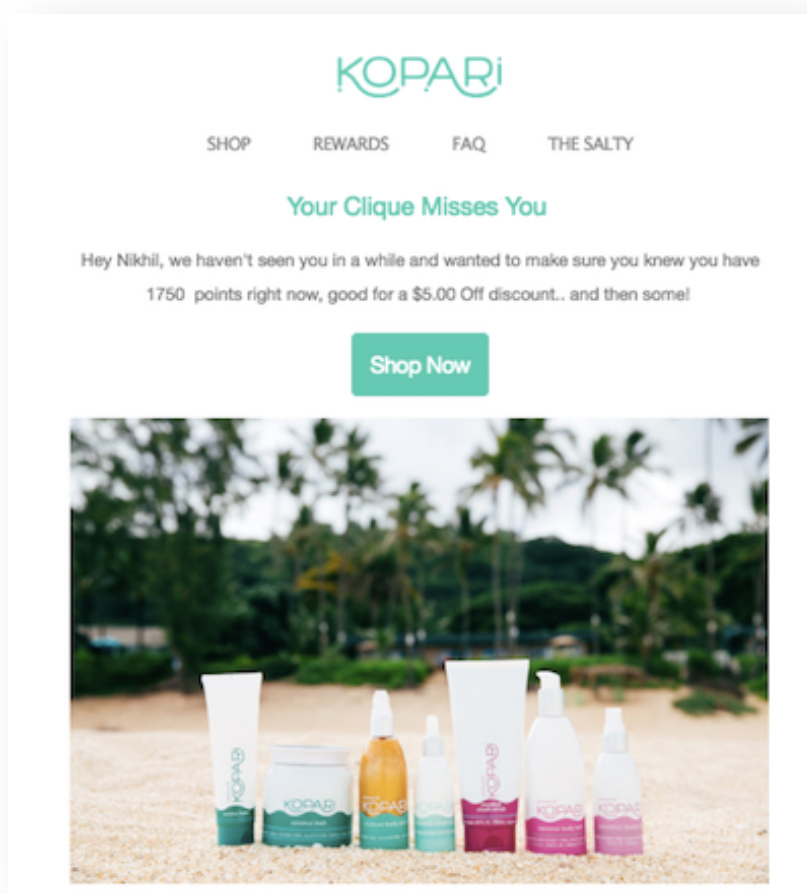 KOPARi
SHOP REWARDS FAQ THE SALTY
Your Clique Misses You
Hey Nikhil, we haven't seen you in a while and wanted to make sure you knew you have
1750 points right now, good for a $5.00 Off discount.. and then some!
Shop Now
KOPARi
KOPARi
KOPARi
KOPARi
KOPARi
KOPARi
KOPARi